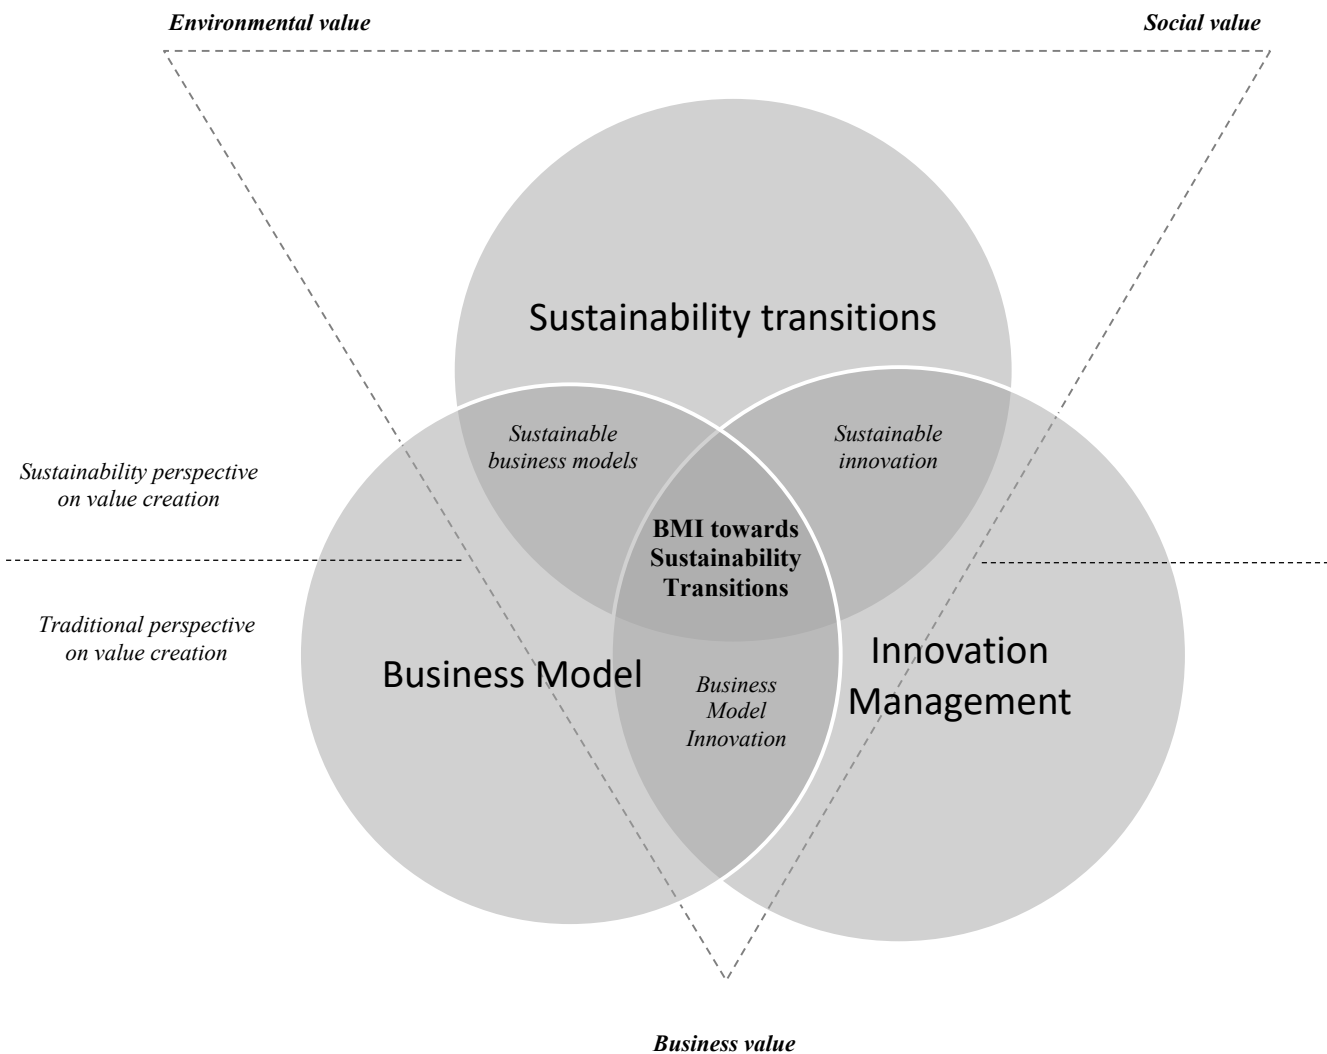 Environmental value
Social value
Sustainability transitions
Sustainable
business models
Sustainable
innovation
Sustainability perspective
on value creation
BMI towards
Sustainability
Transitions
Traditional perspective
on value creation
Business Model
Innovation
Management
Business
Model
Innovation
Business value